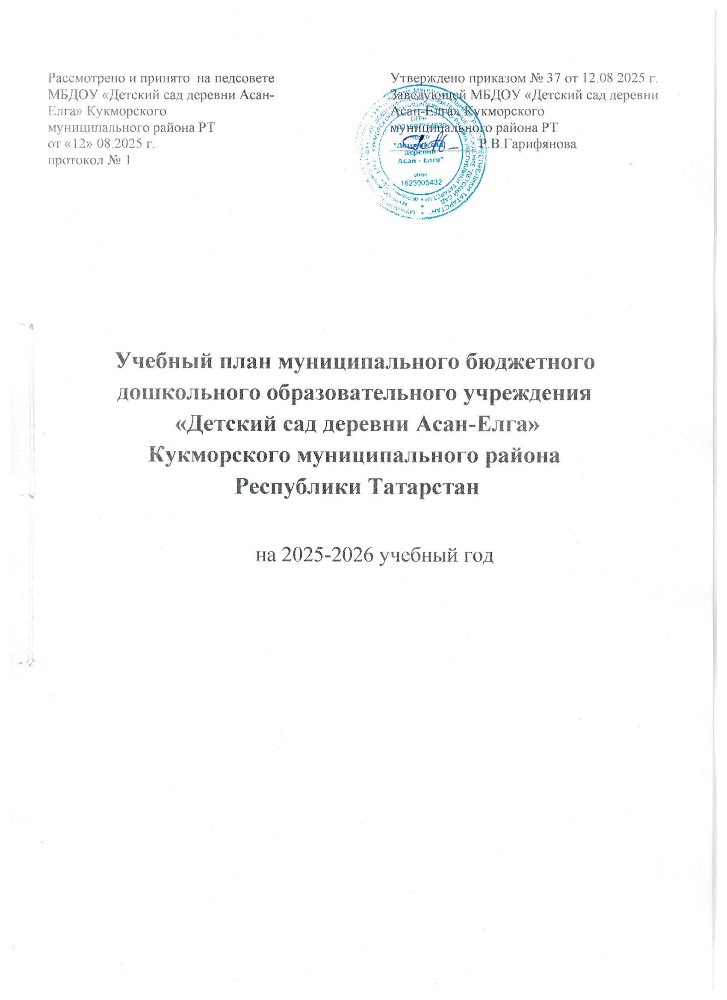 Рассмотрено и принято на педсовете
МБДОУ «Детский сад деревни Асан-
Елга» Кукморского
муниципального района РТ
от «12» 08.2025 г.
протокол № 1
Утверждено приказом № 37 от 12.08 2025 г.
Заведующей МБДОУ «Детский сад деревни
Асан-Елга» Кукморского
муниципального района РТ
Р.В.Гарифянова
ОГРН
МБДОУ
"Детский сад
деревни
Асан - Елга"
ИНН
1623005432
Учебный план муниципального бюджетного
дошкольного образовательного учреждения
«Детский сад деревни Асан-Елга»
Кукморского муниципального района
Республики Татарстан
на 2025-2026 учебный год